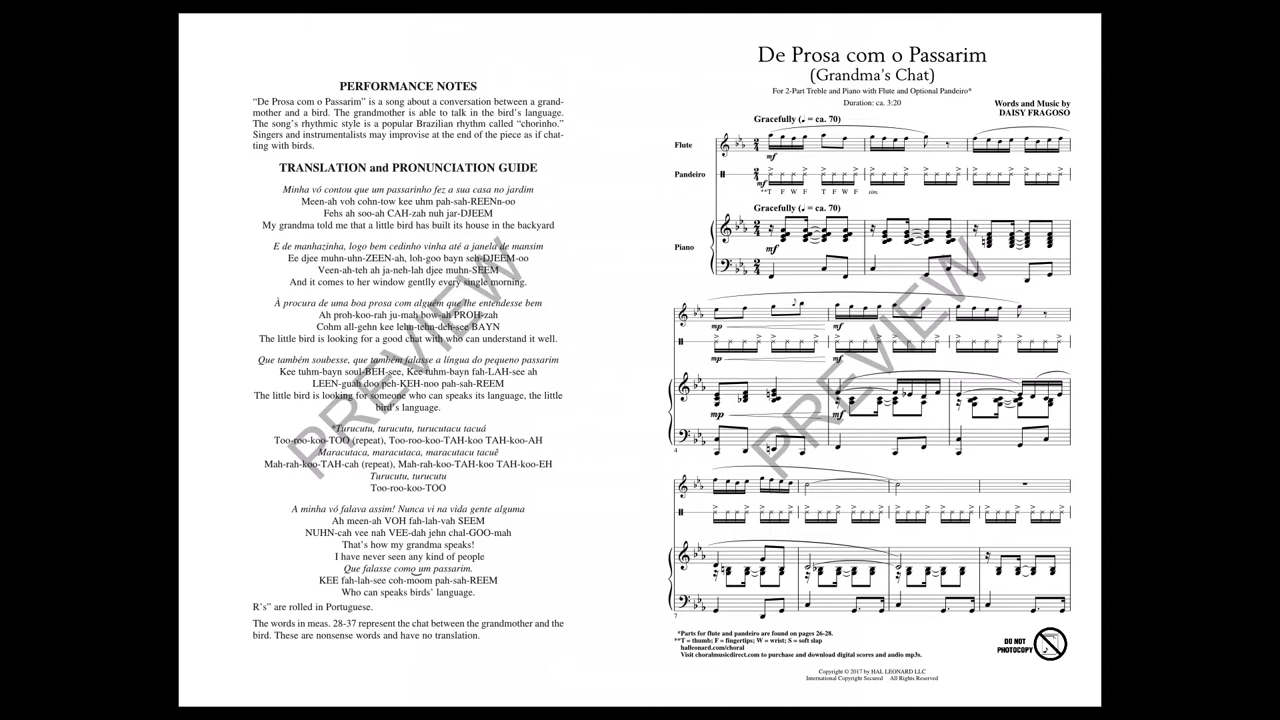 PERFORMANCE NOTES
“De Prosa com o Passarim” is a song about a conversation between a grand-
mother and a bird. The grandmother is able to talk in the bird’s language.
The song’s rhythmic style is a popular Brazilian rhythm called “chorinho.”
Singers and instrumentalists may improvise at the end of the piece as if chat-
ting with birds.
TRANSLATION and PRONUNCIATION GUIDE
Minha vó contou que um passarinho fez a sua casa no jardim
Meen-ah voh cohn-tow kee uhm pah-sah-REENn-oo
Fehs ah soo-ah CAH-zah nuh jar-DJEEM
My grandma told me that a little bird has built its house in the backyard
E de manhazinha, logo bem cedinho vinha até a janela de mansim
Ee djee muhn-uhn-ZEEN-ah, loh-goo bayn seh-DJEEM-oo
Veen-ah-teh ah ja-neh-lah djee muhn-SEEM
And it comes to her window gentlly every single morning.
À procura de uma boa prosa com alguém que lhe entendesse bem
Ah proh-koo-rah ju-mah bow-ah PROH-zah
Cohm all-gehn kee lehn-tehn-deh-see BAYN
The little bird is looking for a good chat with who can understand it well.
Que também soubesse, que também falasse a língua do pequeno passarim
Kee tuhm-bayn soul-BEH-see, Kee tuhm-bayn fah-LAH-see ah
LEEN-guah doo peh-KEH-noo pah-sah-REEM
The little bird is looking for someone who can speaks its language, the little
bird’s language.
Turucutu, turucutu, turucutacu tacuá
Too-roo-koo-TOO (repeat), Too-roo-koo-TAH-koo TAH-koo-AH
Maracutaca, maracutaca, maracutacu tacuê
Mah-rah-koo-TAH-cah (repeat), Mah-rah-koo-TAH-koo TAH-koo-EH
Turucutu, turucutu
Too-roo-koo-TOO
A minha vó falava assim! Nunca vi na vida gente alguma
Ah meen-ah VOH fah-lah-vah SEEM
NUHN-cah vee nah VEE-dah jehn chal-GOO-mah
That’s how my grandma speaks!
I have never seen any kind of people
Que falasse como um passarim.
KEE fah-lah-see coh-moom pah-sah-REEM
Who can speaks birds’ language.
R’s” are rolled in Portuguese.
The words in meas. 28-37 represent the chat between the grandmother and the
bird. These are nonsense words and have no translation.
PREVIEW
De Prosa com o Passarim
(Grandma's Chat)
For 2-Part Treble and Piano with Flute and Optional Pandeiro*
Duration: ca. 3:20
Words and Music by
DAISY FRAGOSO
Gracefully (♩ = ca. 70)
Flute
mf
Pandeiro
mf
**T F W F T F W F sim.
Gracefully (♩ = ca. 70)
Piano
mf
mp mf
mp mf
mp mf
4
7
PREVIEW
*Parts for flute and pandeiro are found on pages 26-28.
**T = thumb; F = fingertips; W = wrist; S = soft slap
halleonard.com/choral
Visit choralmusicdirect.com to purchase and download digital scores and audio mp3s.
DO NOT
PHOTOCOPY
Copyright © 2017 by HAL LEONARD LLC
International Copyright Secured All Rights Reserved